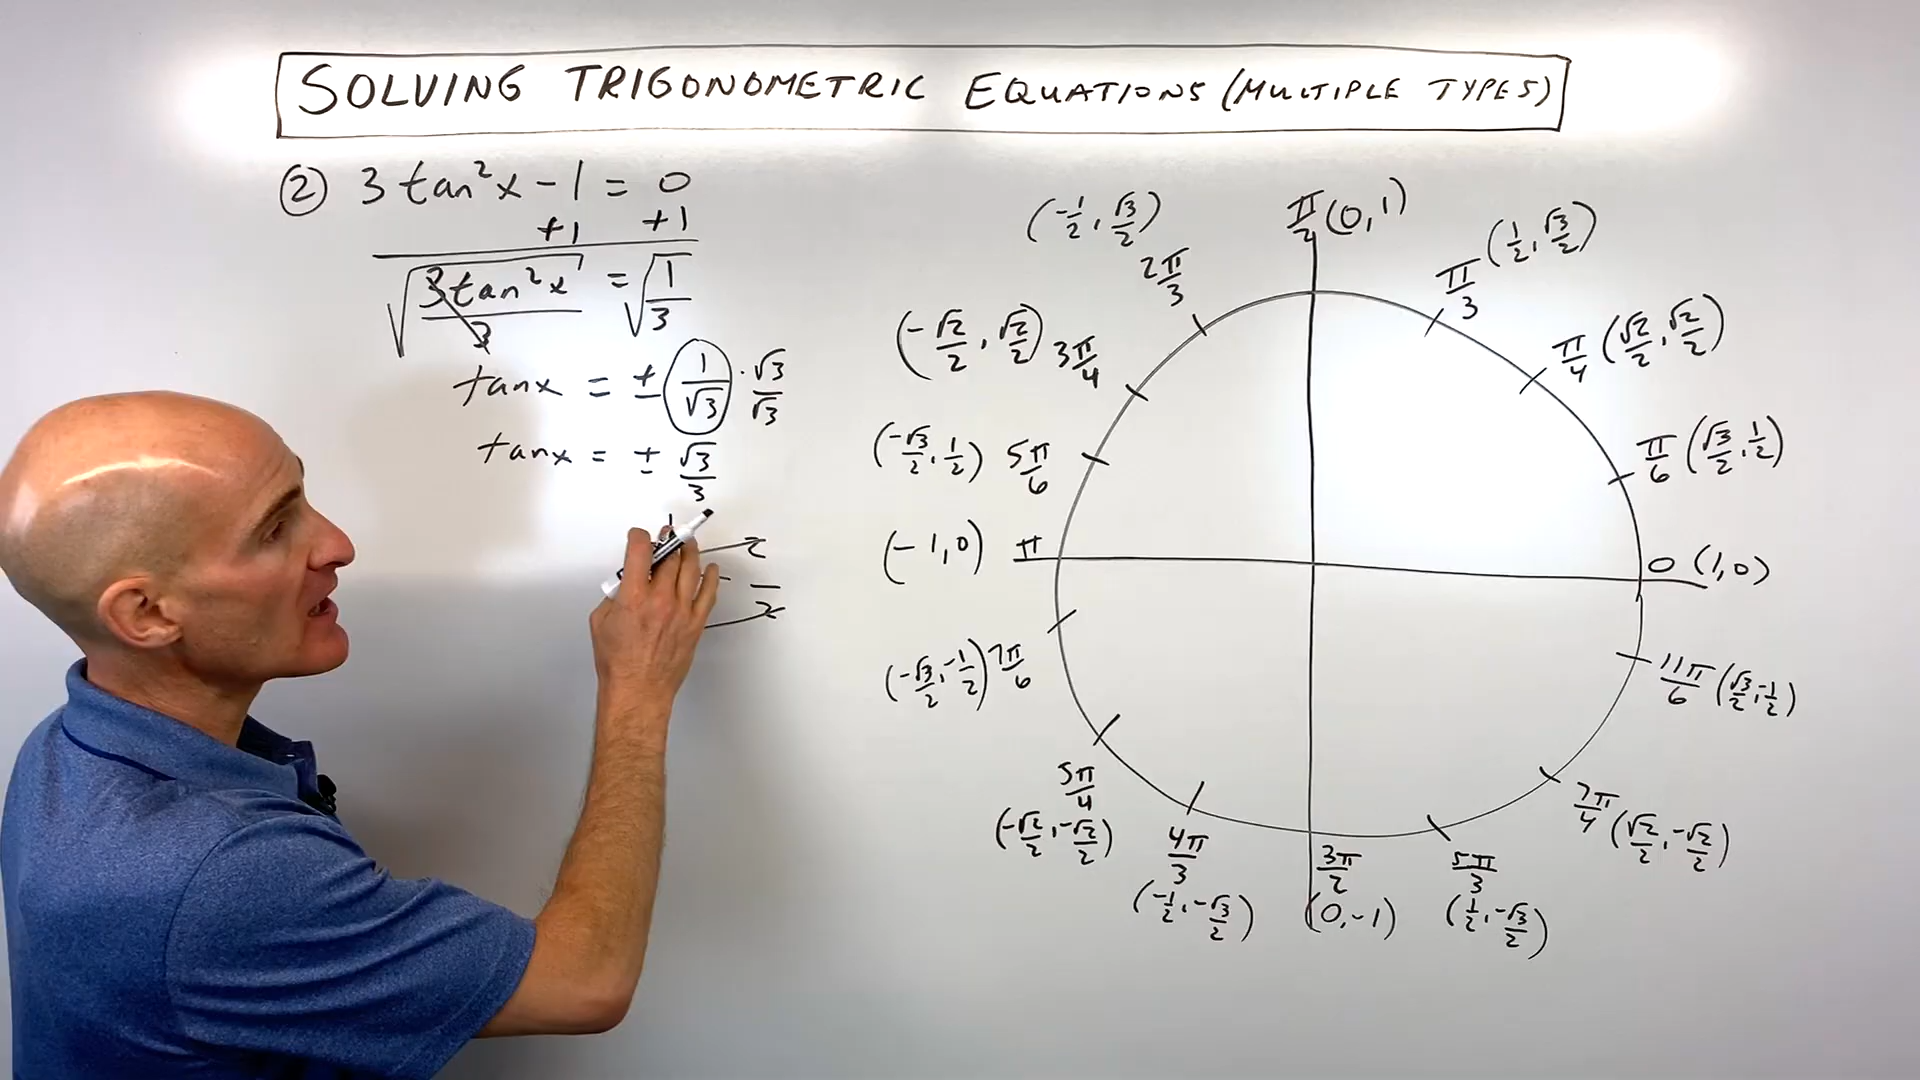 SOLVING TRIGONOMETRIC EQUATIONS (MULTIPLE TYPES)
② 3 tan²x - 1 = 0
+1 +1
√(3tan²x/3) = √(1/3)
tanx = ± 1/√3 · √3/√3
tanx = ± √3/3
2
2
π/2 (0, 1)
π/3 (1/2, √3/2)
π/4 (√2/2, √2/2)
π/6 (√3/2, 1/2)
0 (1, 0)
11π/6 (√3/2, -1/2)
7π/4 (√2/2, -√2/2)
5π/3 (1/2, -√3/2)
3π/2 (0, -1)
4π/3 (-1/2, -√3/2)
5π/4 (-√2/2, -√2/2)
(-√3/2, -1/2) 7π/6
(-1, 0) π
(-√3/2, 1/2) 5π/6
(-√2/2, √2/2) 3π/4
(-1/2, √3/2) 2π/3